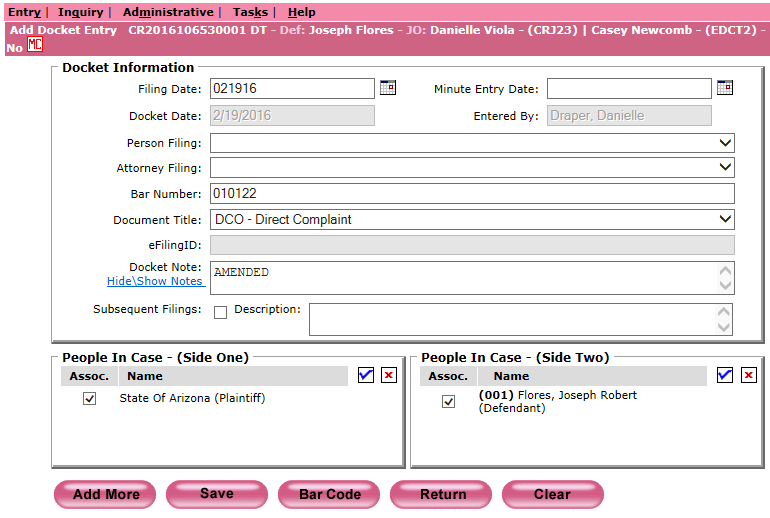 Entry | Inquiry | Administrative | Tasks | Help
Add Docket Entry CR2016106530001 DT - Def: Joseph Flores - JO: Danielle Viola - (CRJ23) | Casey Newcomb - (EDCT2) -
No MC
Docket Information
Filing Date: 021916 Minute Entry Date:
Docket Date: 2/19/2016 Entered By: Draper, Danielle
Person Filing:
Attorney Filing:
Bar Number: 010122
Document Title: DCO - Direct Complaint
eFilingID:
Docket Note: AMENDED
Hide\Show Notes
Subsequent Filings: Description:
People In Case - (Side One) People In Case - (Side Two)
Assoc. Name Assoc. Name
State Of Arizona (Plaintiff) (001) Flores, Joseph Robert
(Defendant)
Add More Save Bar Code Return Clear